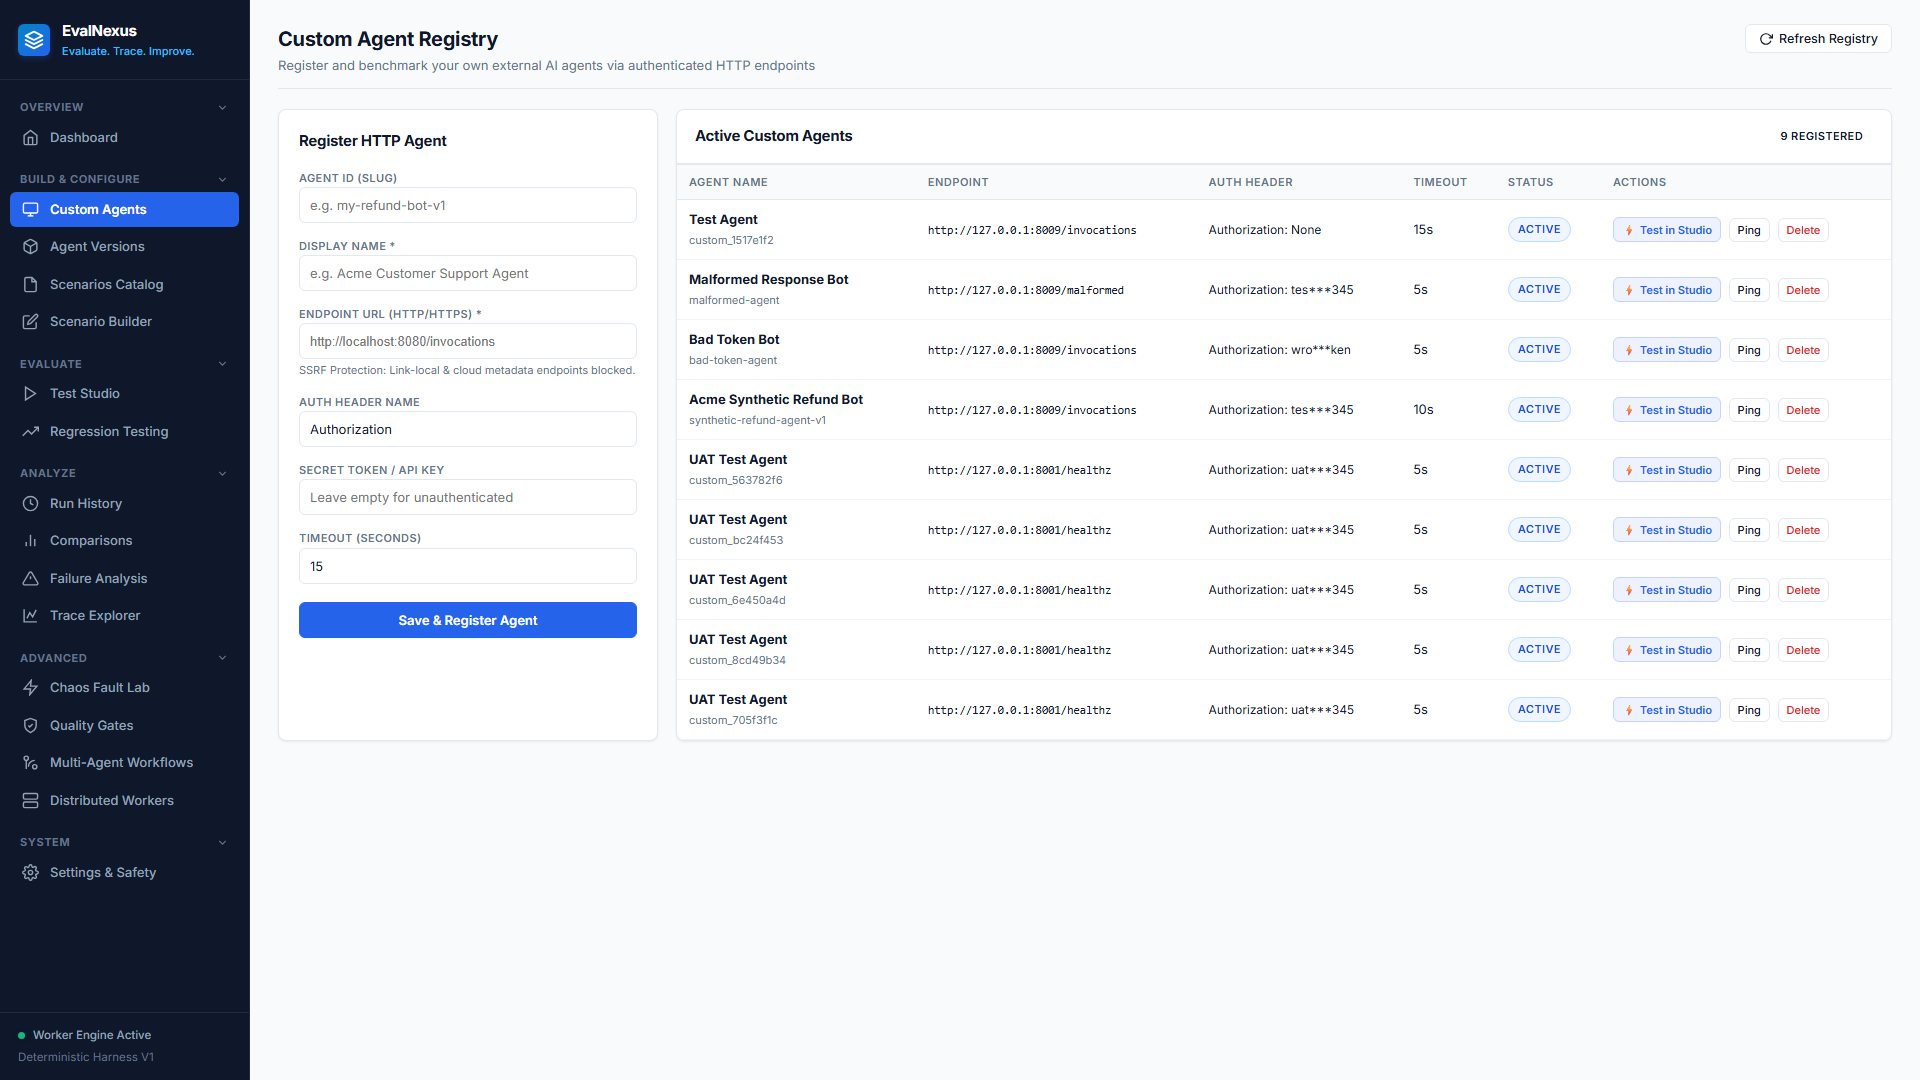 EvalNexus
Evaluate. Trace. Improve.
OVERVIEW
Dashboard
BUILD & CONFIGURE
Custom Agents
Agent Versions
Scenarios Catalog
Scenario Builder
EVALUATE
Test Studio
Regression Testing
ANALYZE
Run History
Comparisons
Failure Analysis
Trace Explorer
ADVANCED
Chaos Fault Lab
Quality Gates
Multi-Agent Workflows
Distributed Workers
SYSTEM
Settings & Safety
Worker Engine Active
Deterministic Harness V1
Custom Agent Registry
Register and benchmark your own external AI agents via authenticated HTTP endpoints
Refresh Registry
Register HTTP Agent
AGENT ID (SLUG)
e.g. my-refund-bot-v1
DISPLAY NAME *
e.g. Acme Customer Support Agent
ENDPOINT URL (HTTP/HTTPS) *
http://localhost:8080/invocations
SSRF Protection: Link-local & cloud metadata endpoints blocked.
AUTH HEADER NAME
Authorization
SECRET TOKEN / API KEY
Leave empty for unauthenticated
TIMEOUT (SECONDS)
15
Save & Register Agent
Active Custom Agents
9 REGISTERED
AGENT NAME ENDPOINT AUTH HEADER TIMEOUT STATUS ACTIONS
Test Agent
custom_1517e1f2
http://127.0.0.1:8009/invocations Authorization: None 15s ACTIVE Test in Studio Ping Delete
Malformed Response Bot
malformed-agent
http://127.0.0.1:8009/malformed Authorization: tes***345 5s ACTIVE Test in Studio Ping Delete
Bad Token Bot
bad-token-agent
http://127.0.0.1:8009/invocations Authorization: wro***ken 5s ACTIVE Test in Studio Ping Delete
Acme Synthetic Refund Bot
synthetic-refund-agent-v1
http://127.0.0.1:8009/invocations Authorization: tes***345 10s ACTIVE Test in Studio Ping Delete
UAT Test Agent
custom_563782f6
http://127.0.0.1:8001/healthz Authorization: uat***345 5s ACTIVE Test in Studio Ping Delete
UAT Test Agent
custom_bc24f453
http://127.0.0.1:8001/healthz Authorization: uat***345 5s ACTIVE Test in Studio Ping Delete
UAT Test Agent
custom_6e450a4d
http://127.0.0.1:8001/healthz Authorization: uat***345 5s ACTIVE Test in Studio Ping Delete
UAT Test Agent
custom_8cd49b34
http://127.0.0.1:8001/healthz Authorization: uat***345 5s ACTIVE Test in Studio Ping Delete
UAT Test Agent
custom_705f3f1c
http://127.0.0.1:8001/healthz Authorization: uat***345 5s ACTIVE Test in Studio Ping Delete